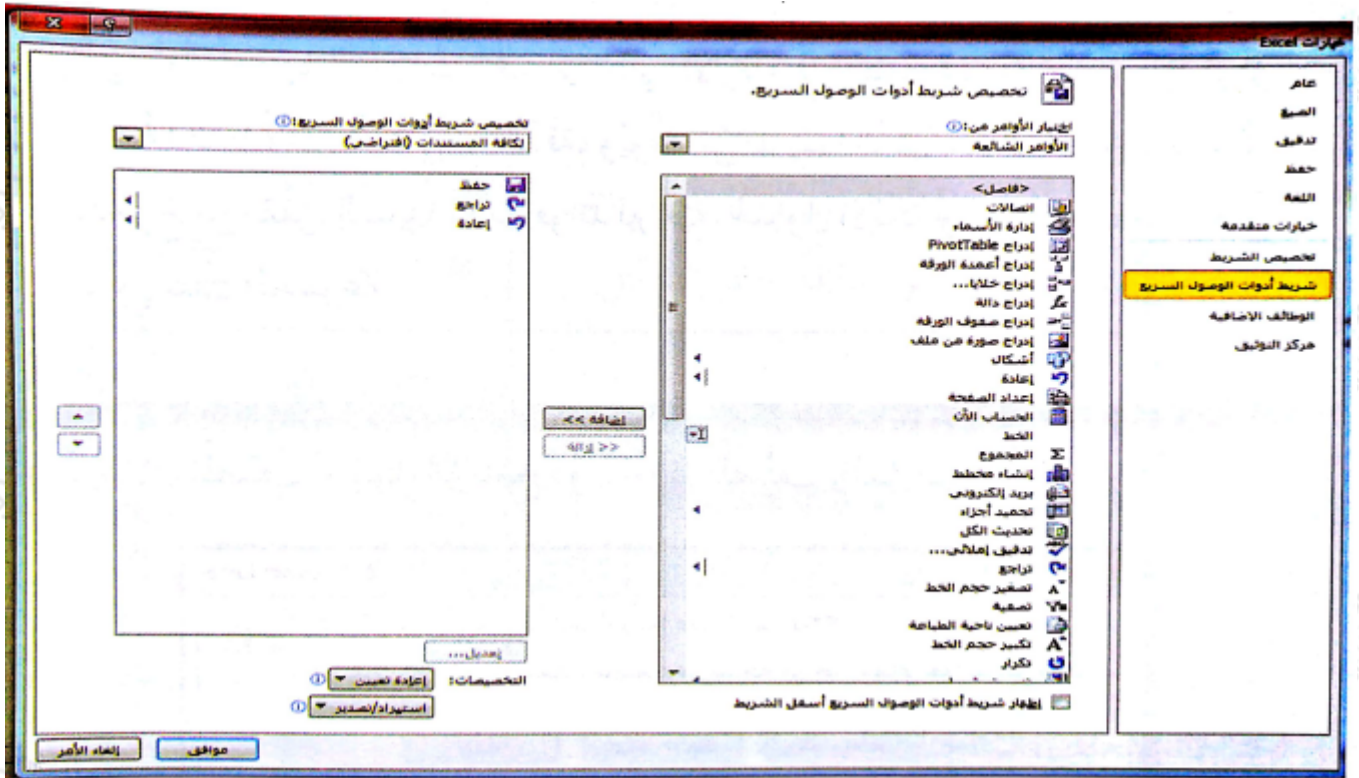 خيارات Excel
عام
الصيغ
تدقيق
حفظ
اللغة
خيارات متقدمة
تخصيص الشريط
شريط أدوات الوصول السريع
الوظائف الاضافية
مركز التوثيق
تخصيص شريط أدوات الوصول السريع.
اختيار الأوامر من:
الأوامر الشائعة
<فاصل>
اتصالات
إدارة الأسماء
إدراج PivotTable
إدراج أعمدة الورقة
إدراج خلايا...
إدراج دالة
إدراج صفوف الورقة
إدراج صورة من ملف
أشكال
إعادة
إعداد الصفحة
الحساب الآن
الخط
المجموع
إنشاء مخطط
بريد إلكتروني
تجميد أجزاء
تحديث الكل
تدقيق إملائي...
تراجع
تصغير حجم الخط
تصفية
تعيين ناحية الطباعة
تكبير حجم الخط
تكرار
إظهار شريط أدوات الوصول السريع أسفل الشريط
إضافة >>
<< إزالة
تخصيص شريط أدوات الوصول السريع:
لكافة المستندات (افتراضي)
حفظ
تراجع
إعادة
تعديل...
التخصيصات:
إعادة تعيين
استيراد/تصدير
موافق
إلغاء الأمر